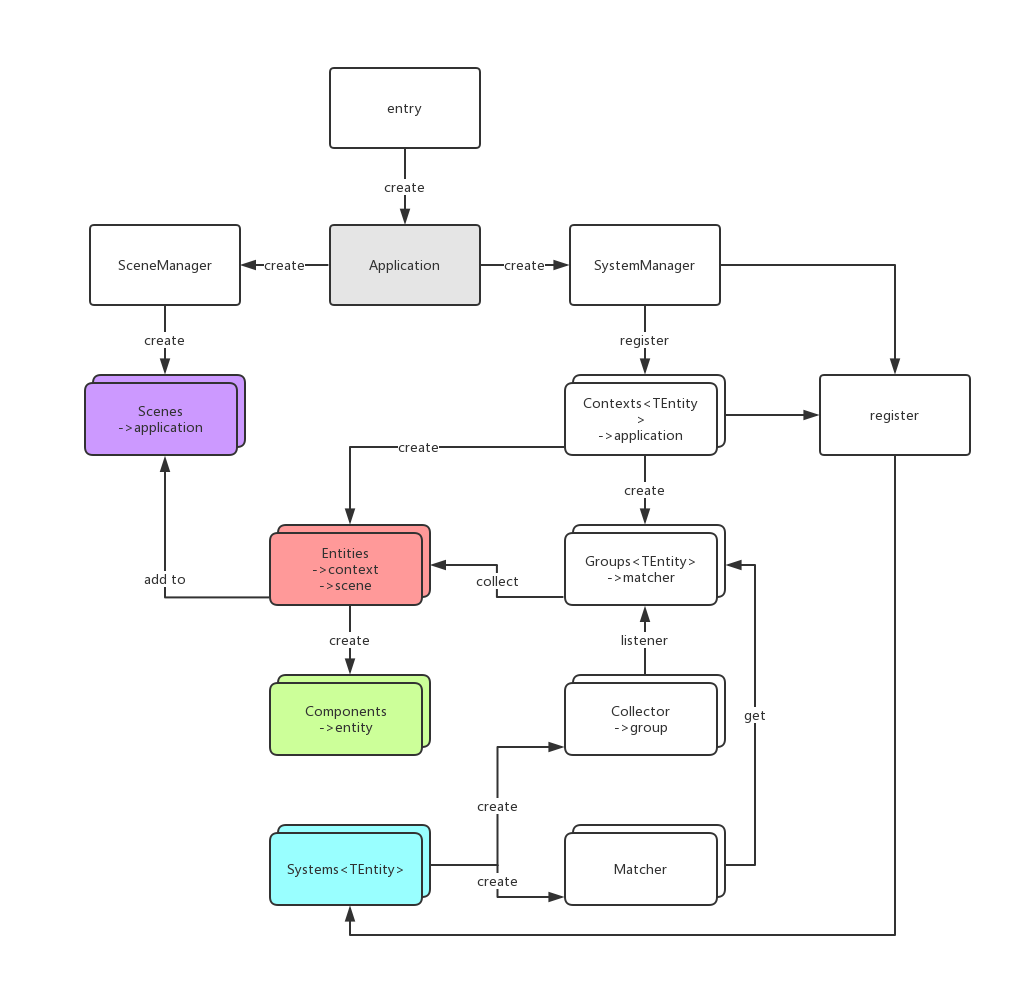 entry
create
SceneManager
create
Application
create
SystemManager
create
register
Scenes
->application
Contexts<TEntity
>
->application
register
create
create
Entities
->context
->scene
Groups<TEntity>
->matcher
add to
collect
create
listener
Components
->entity
Collector
->group
get
create
Systems<TEntity>
create
Matcher